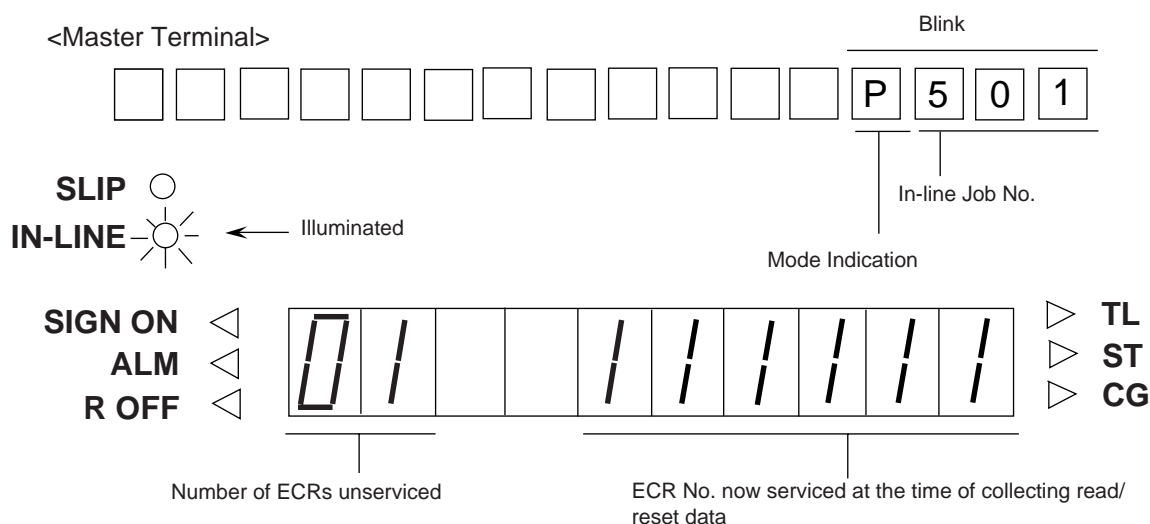 Blink
<Master Terminal>
P 5 0 1
In-line Job No.
SLIP
IN-LINE
Illuminated
Mode Indication
SIGN ON
ALM
R OFF
01 111111
TL
ST
CG
Number of ECRs unserviced
ECR No. now serviced at the time of collecting read/
reset data